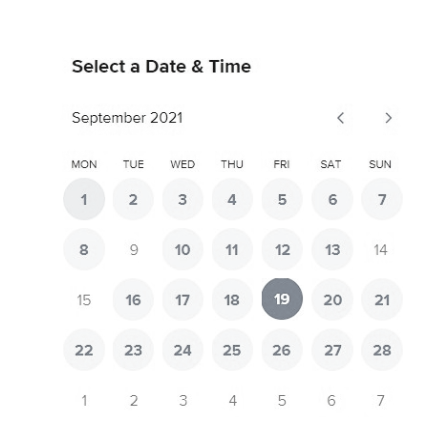 Select a Date & Time
September 2021
MON TUE WED THU FRI SAT SUN
1 2 3 4 5 6 7
8 9 10 11 12 13 14
15 16 17 18 19 20 21
22 23 24 25 26 27 28
1 2 3 4 5 6 7